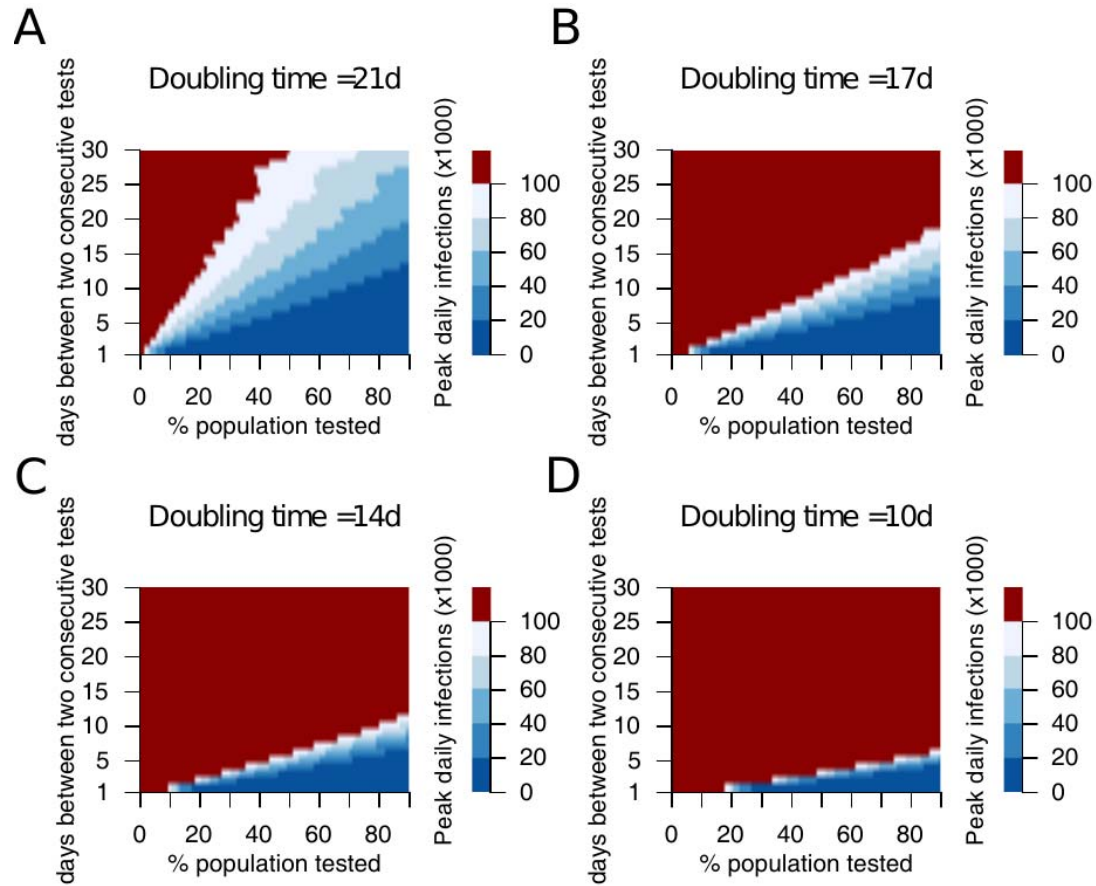 A
Doubling time =21d
days between two consecutive tests
30
25
20
15
10
5
1
0 20 40 60 80
% population tested
Peak daily infections (x1000)
100
80
60
40
20
0
B
Doubling time =17d
days between two consecutive tests
30
25
20
15
10
5
1
0 20 40 60 80
% population tested
Peak daily infections (x1000)
100
80
60
40
20
0
C
Doubling time =14d
days between two consecutive tests
30
25
20
15
10
5
1
0 20 40 60 80
% population tested
Peak daily infections (x1000)
100
80
60
40
20
0
D
Doubling time =10d
days between two consecutive tests
30
25
20
15
10
5
1
0 20 40 60 80
% population tested
Peak daily infections (x1000)
100
80
60
40
20
0